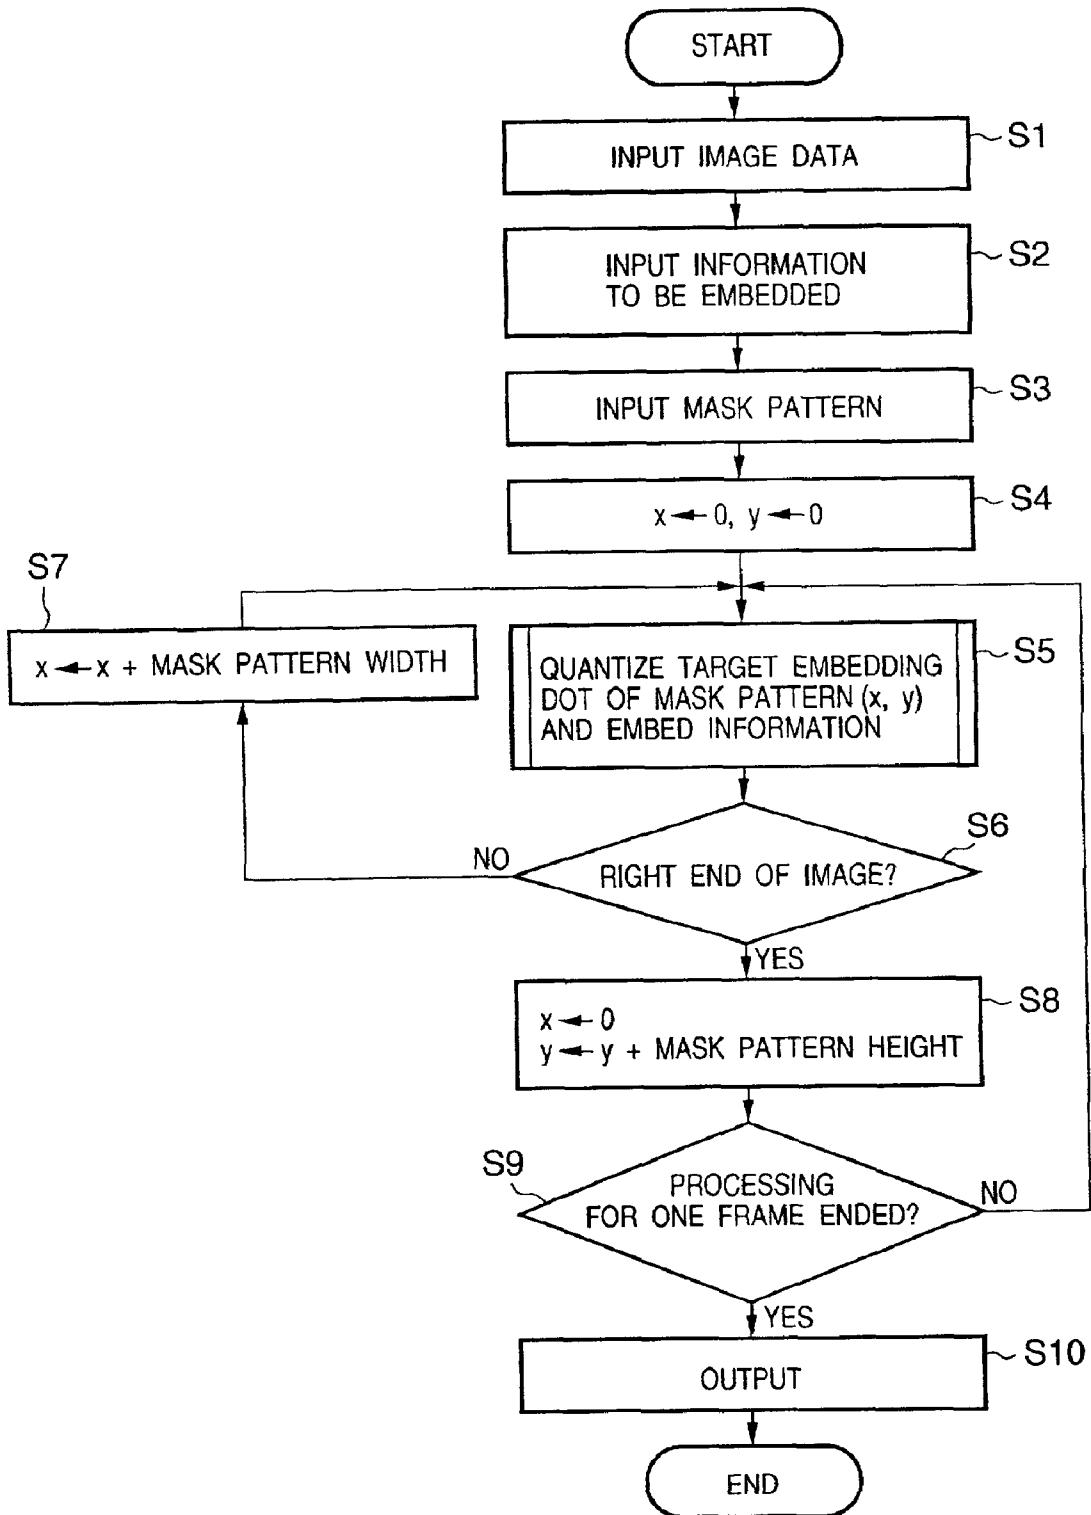 START
INPUT IMAGE DATA
S1
INPUT INFORMATION
TO BE EMBEDDED
S2
INPUT MASK PATTERN
S3
x ← 0, y ← 0
S4
S7
x ← x + MASK PATTERN WIDTH
QUANTIZE TARGET EMBEDDING
DOT OF MASK PATTERN (x, y)
AND EMBED INFORMATION
S5
S6
NO
RIGHT END OF IMAGE?
YES
x ← 0
y ← y + MASK PATTERN HEIGHT
S8
S9
PROCESSING
FOR ONE FRAME ENDED?
NO
YES
OUTPUT
S10
END